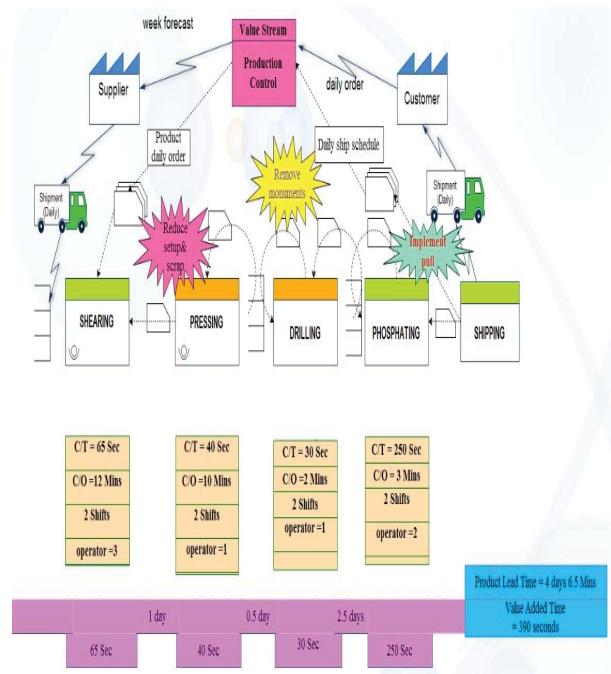 week forecast
Value Stream
Production
Control
Supplier
daily order
Customer
Product
daily order
Daily ship schedule
Remove
monuments
Shipment
(Daily)
Shipment
(Daily)
Reduce
setup&
scrap
Implement
pull
SHEARING
PRESSING
DRILLING
PHOSPHATING
SHIPPING
C/T = 65 Sec
C/O =12 Mins
2 Shifts
operator =3
C/T = 40 Sec
C/O =10 Mins
2 Shifts
operator =1
C/T = 30 Sec
C/O =2 Mins
2 Shifts
operator =1
C/T = 250 Sec
C/O = 3 Mins
2 Shifts
operator =2
Product Lead Time = 4 days 6.5 Mins
Value Added Time
= 390 seconds
1 day
0.5 day
2.5 days
65 Sec
40 Sec
30 Sec
250 Sec